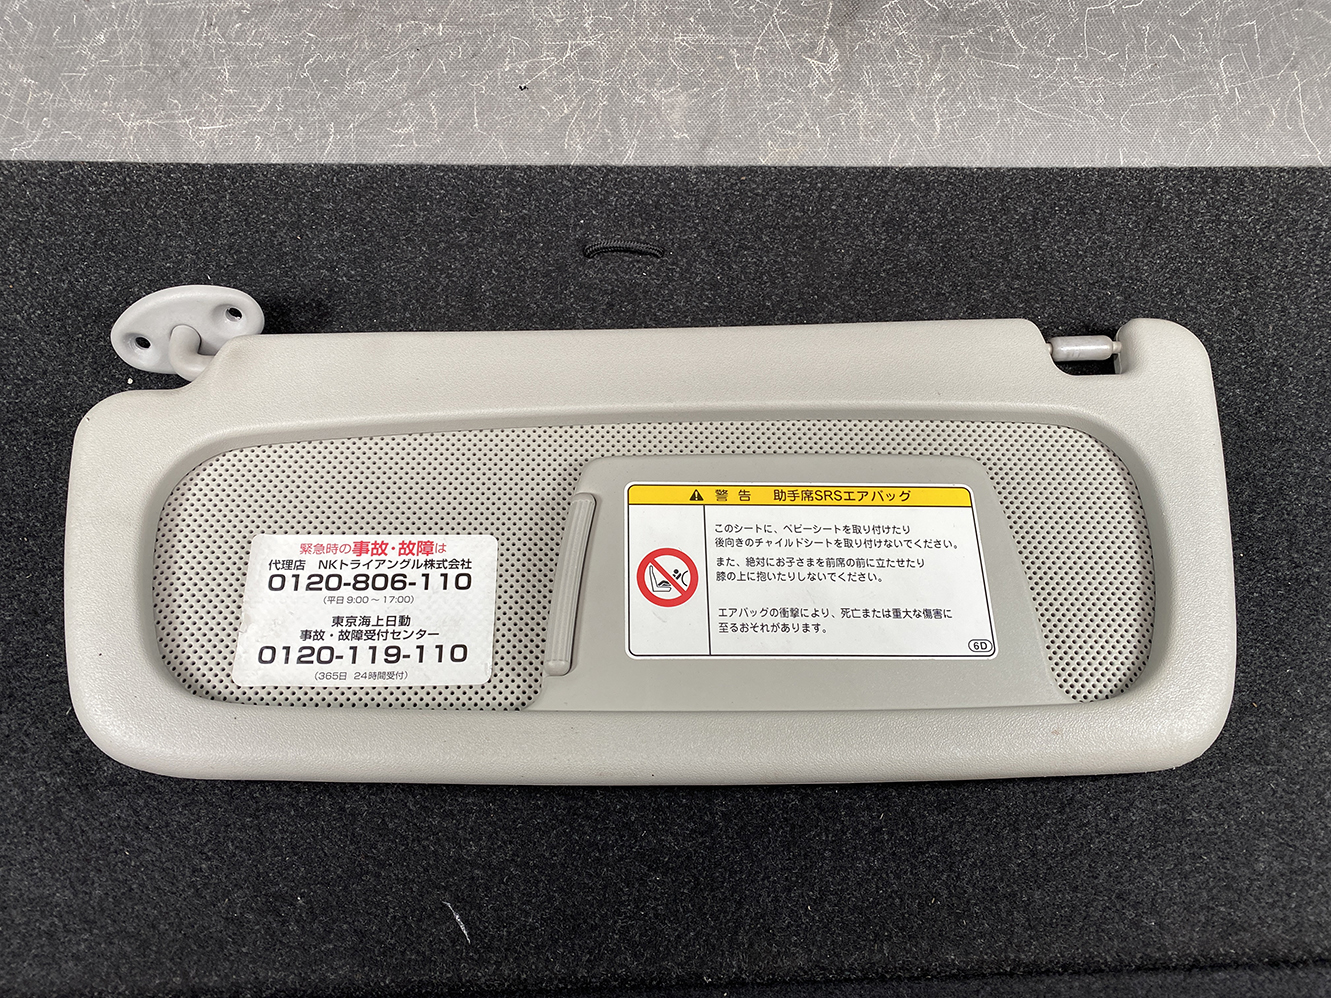 緊急時の事故・故障は
代理店 NKトライアングル株式会社
0120-806-110
(平日 9:00～17:00)
東京海上日動
事故・故障受付センター
0120-119-110
(365日 24時間受付)
警告 助手席SRSエアバッグ
このシートに、ベビーシートを取り付けたり
後向きのチャイルドシートを取り付けないでください。
また、絶対にお子さまを前席の前に立たせたり
膝の上に抱いたりしないでください。
エアバッグの衝撃により、死亡または重大な傷害に
至るおそれがあります。
6D